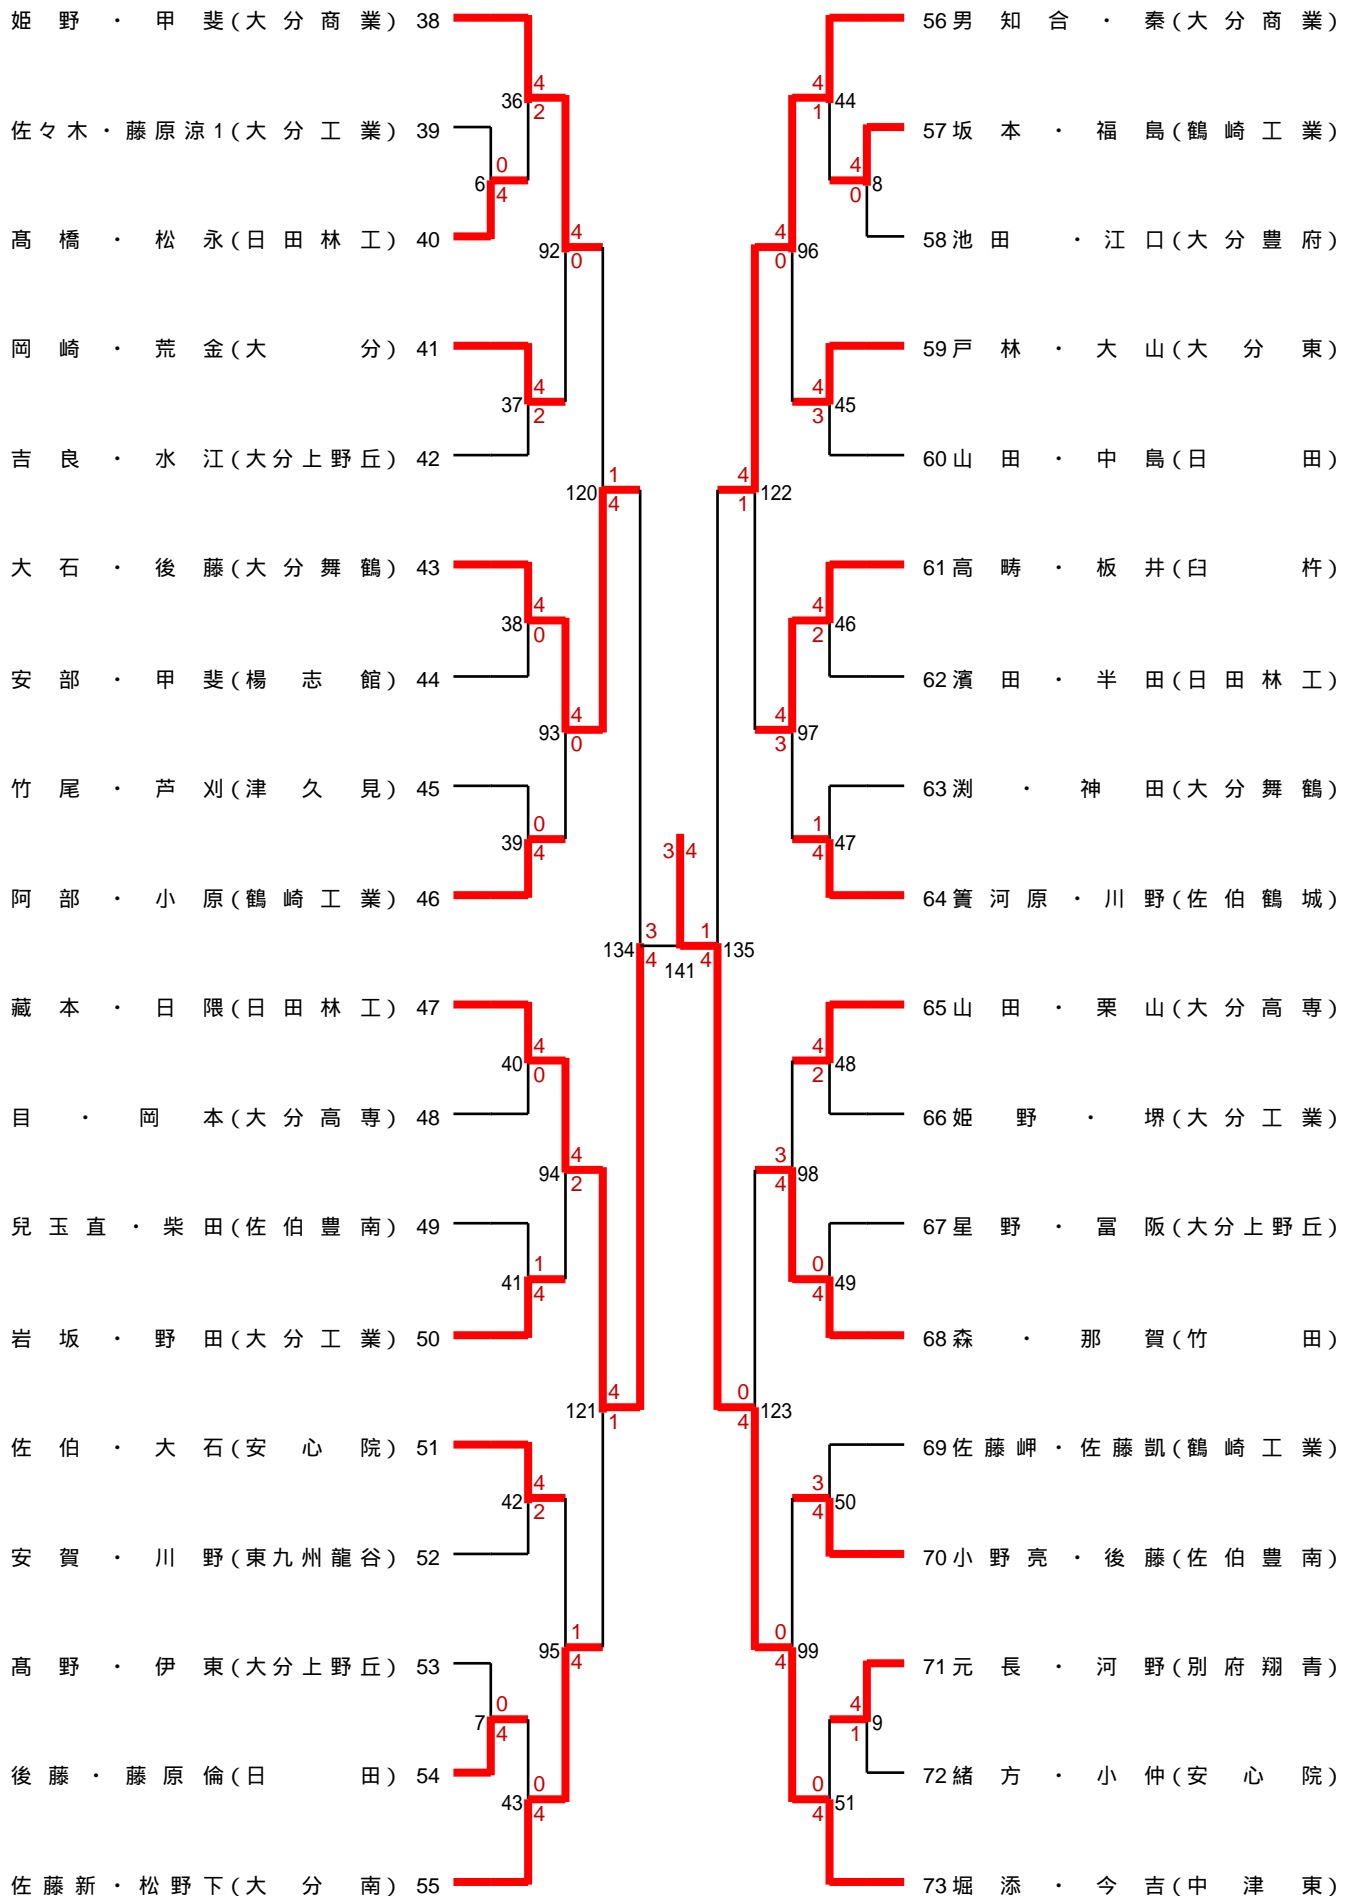 姫野・甲斐(大分商業) 38
56 男知合・秦(大分商業)
4
36
2
4
44
1
佐々木・藤原涼1(大分工業) 39
57 坂本・福島(鶴崎工業)
0
6
4
4
8
0
髙橋・松永(日田林工) 40
58 池田・江口(大分豊府)
4
92
0
4
96
0
岡崎・荒金(大分) 41
59 戸林・大山(大分東)
4
37
2
4
45
3
吉良・水江(大分上野丘) 42
60 山田・中島(日田)
1
120
4
4
122
1
大石・後藤(大分舞鶴) 43
61 高畴・板井(臼杵)
4
38
0
4
46
2
安部・甲斐(楊志館) 44
62 濱田・半田(日田林工)
4
93
0
4
97
3
竹尾・芦刈(津久見) 45
63 渕・神田(大分舞鶴)
0
39
4
3 4
1
47
4
阿部・小原(鶴崎工業) 46
64 簀河原・川野(佐伯鶴城)
3
134
4
141
1
135
4
藏本・日隈(日田林工) 47
65 山田・栗山(大分高専)
4
40
0
4
48
2
目・岡本(大分高専) 48
66 姫野・堺(大分工業)
4
94
2
3
98
4
兒玉直・柴田(佐伯豊南) 49
67 星野・冨阪(大分上野丘)
1
41
4
0
49
4
岩坂・野田(大分工業) 50
68 森・那賀(竹田)
4
121
1
0
123
4
佐伯・大石(安心院) 51
69 佐藤岬・佐藤凱(鶴崎工業)
4
42
2
3
50
4
安賀・川野(東九州龍谷) 52
70 小野亮・後藤(佐伯豊南)
1
95
4
0
99
4
髙野・伊東(大分上野丘) 53
71 元長・河野(別府翔青)
0
7
4
4
9
1
後藤・藤原倫(日田) 54
72 緒方・小仲(安心院)
0
43
4
0
51
4
佐藤新・松野下(大分南) 55
73 堀添・今吉(中津東)